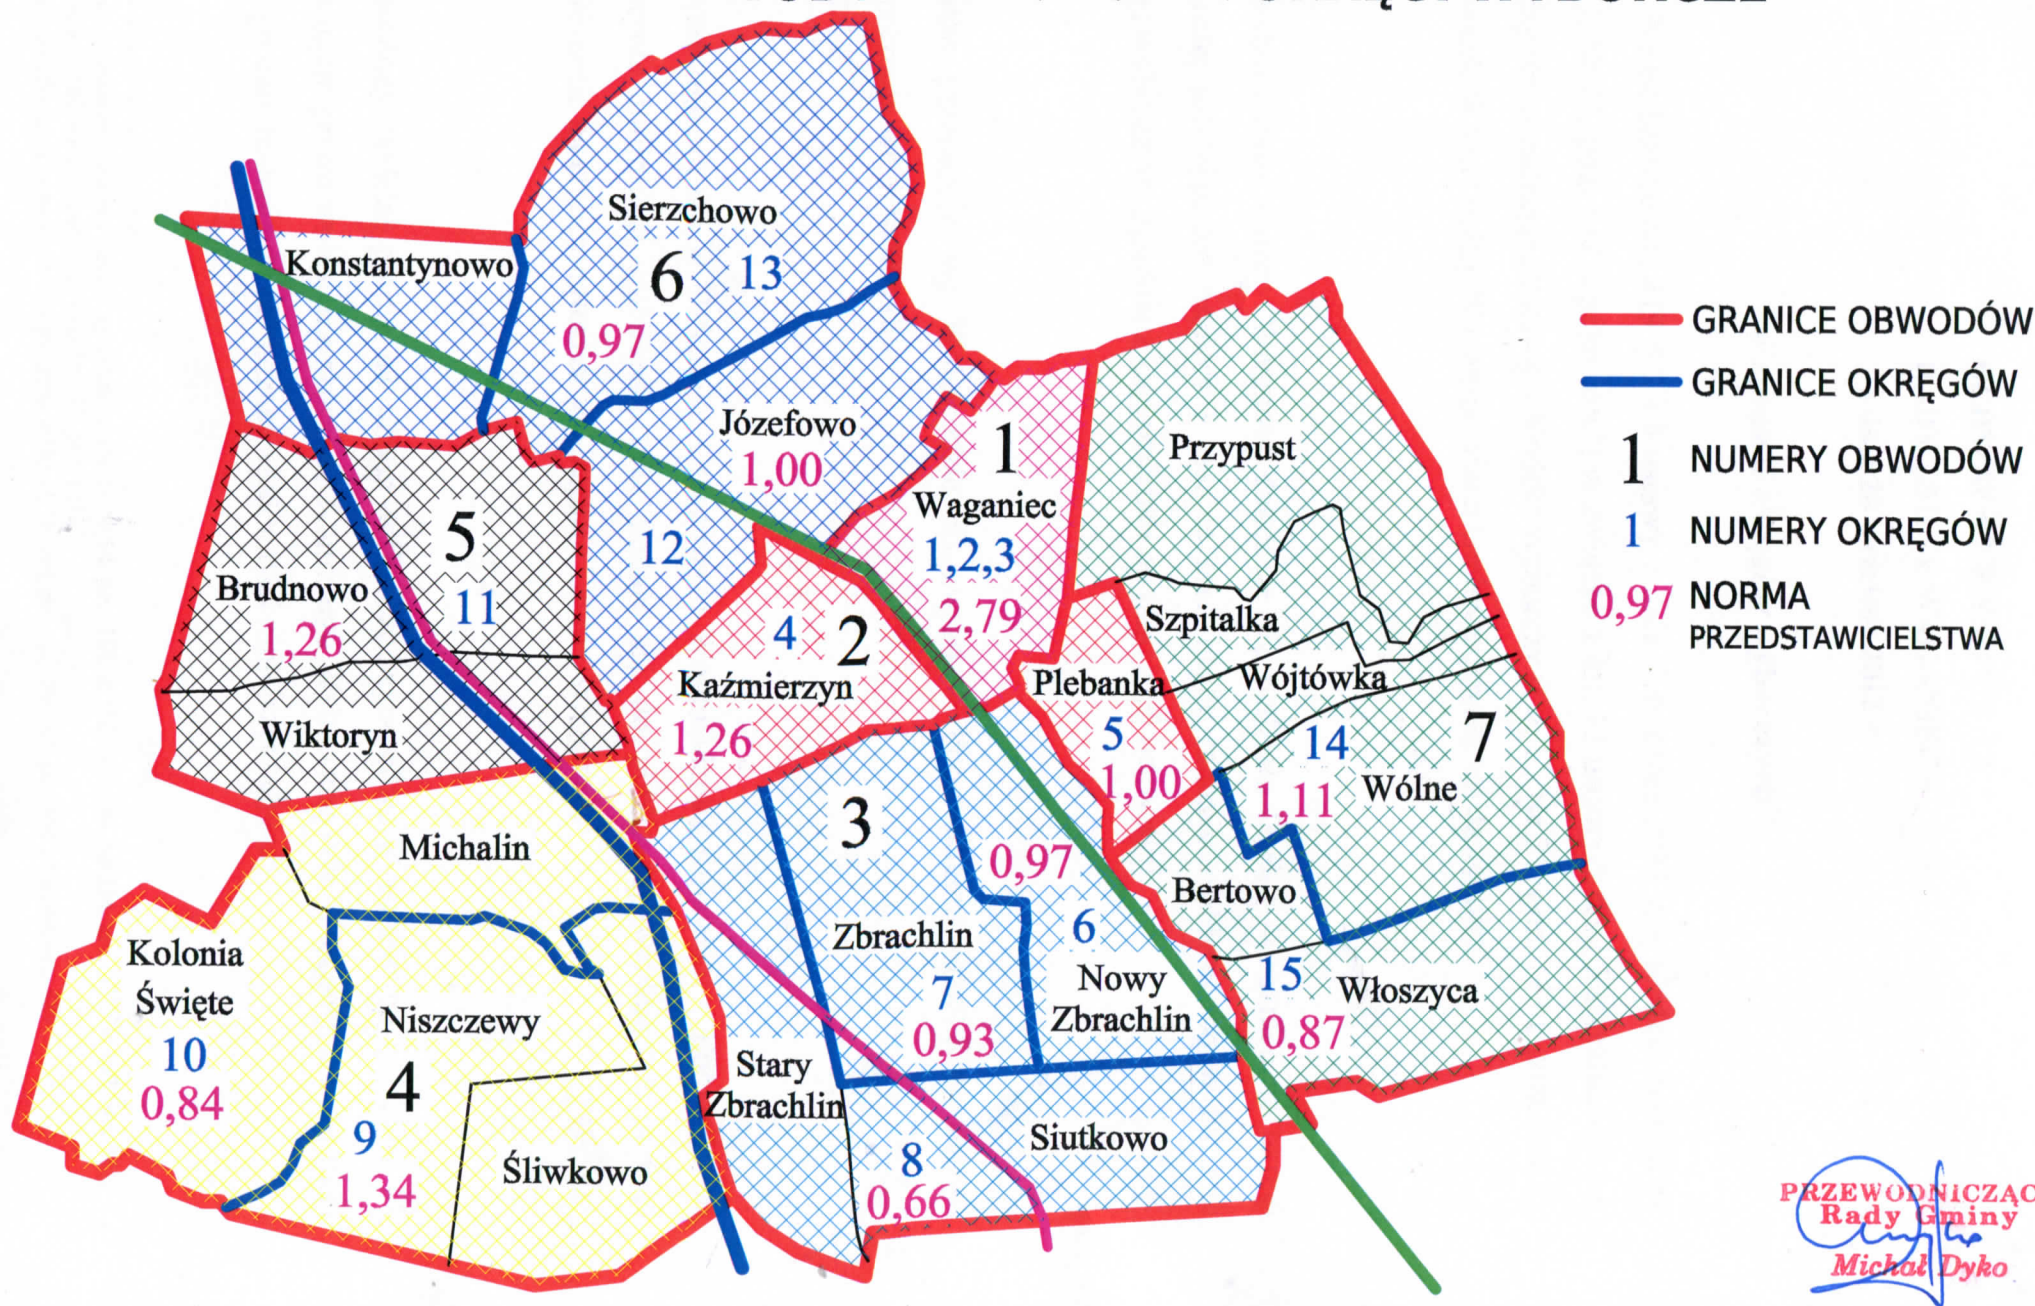 Sierzchowo
6 13
0,97
Konstantynowo
Józefowo
1,00
12
1
Waganiec
1,2,3
2,79
Przypust
Szpitalka
Wójtówka
14
7
1,11
Wólne
5
Brudnowo
11
1,26
Wiktoryn
4 2
Kaźmierzyn
1,26
Plebanka
5
1,00
Michalin
3
0,97
Zbrachlin
6
7
0,93
Nowy
Zbrachlin
Bertowo
15
Włoszyca
0,87
Kolonia
Święte
10
0,84
Niszczewy
4
9
1,34
Śliwkowo
Stary
Zbrachlin
8
0,66
Siutkowo
GRANICE OBWODÓW
GRANICE OKRĘGÓW
1 NUMERY OBWODÓW
1 NUMERY OKRĘGÓW
0,97 NORMA
PRZEDSTAWICIELSTWA
PRZEWODNICZĄC
Rady Gminy
Michał Dyko